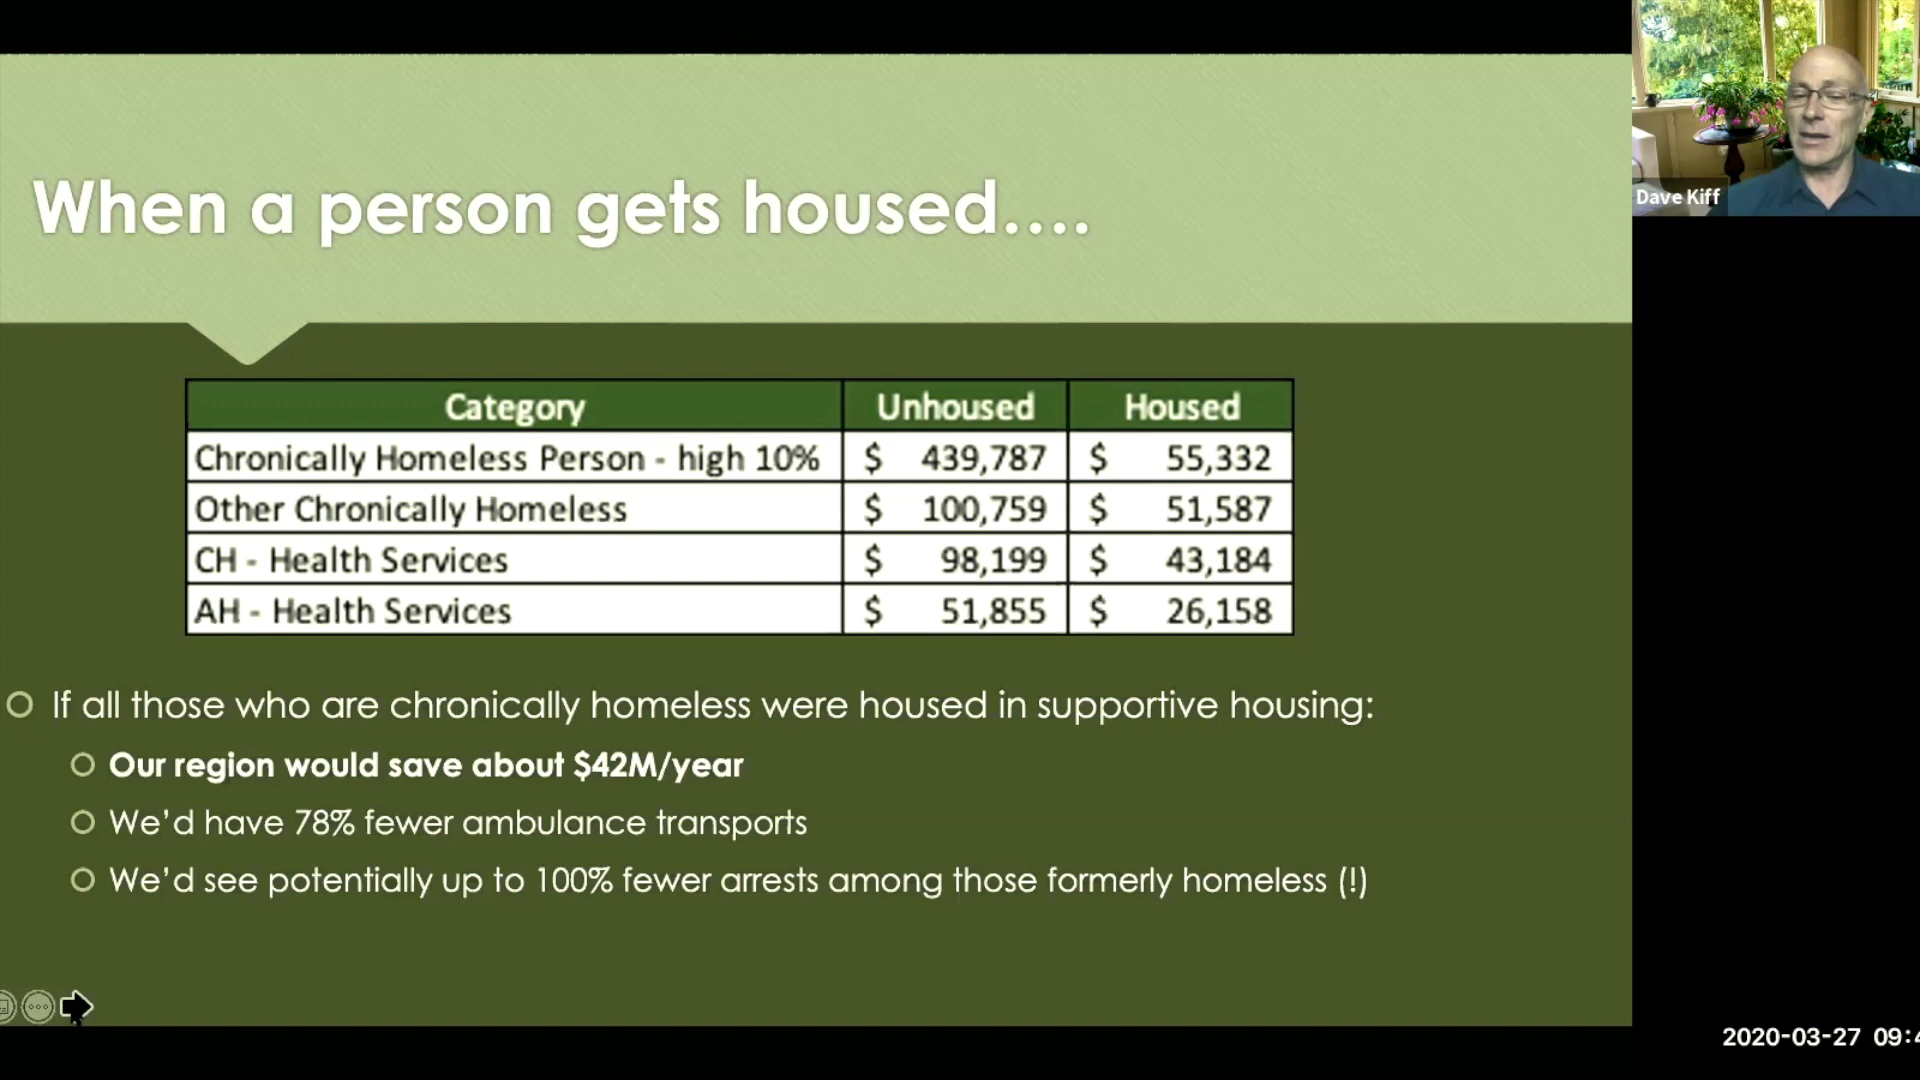 When a person gets housed....
Dave Kiff
Category Unhoused Housed
Chronically Homeless Person - high 10% $ 439,787 $ 55,332
Other Chronically Homeless $ 100,759 $ 51,587
CH - Health Services $ 98,199 $ 43,184
AH - Health Services $ 51,855 $ 26,158
If all those who are chronically homeless were housed in supportive housing:
Our region would save about $42M/year
We'd have 78% fewer ambulance transports
We'd see potentially up to 100% fewer arrests among those formerly homeless (!)
2020-03-27 09:4